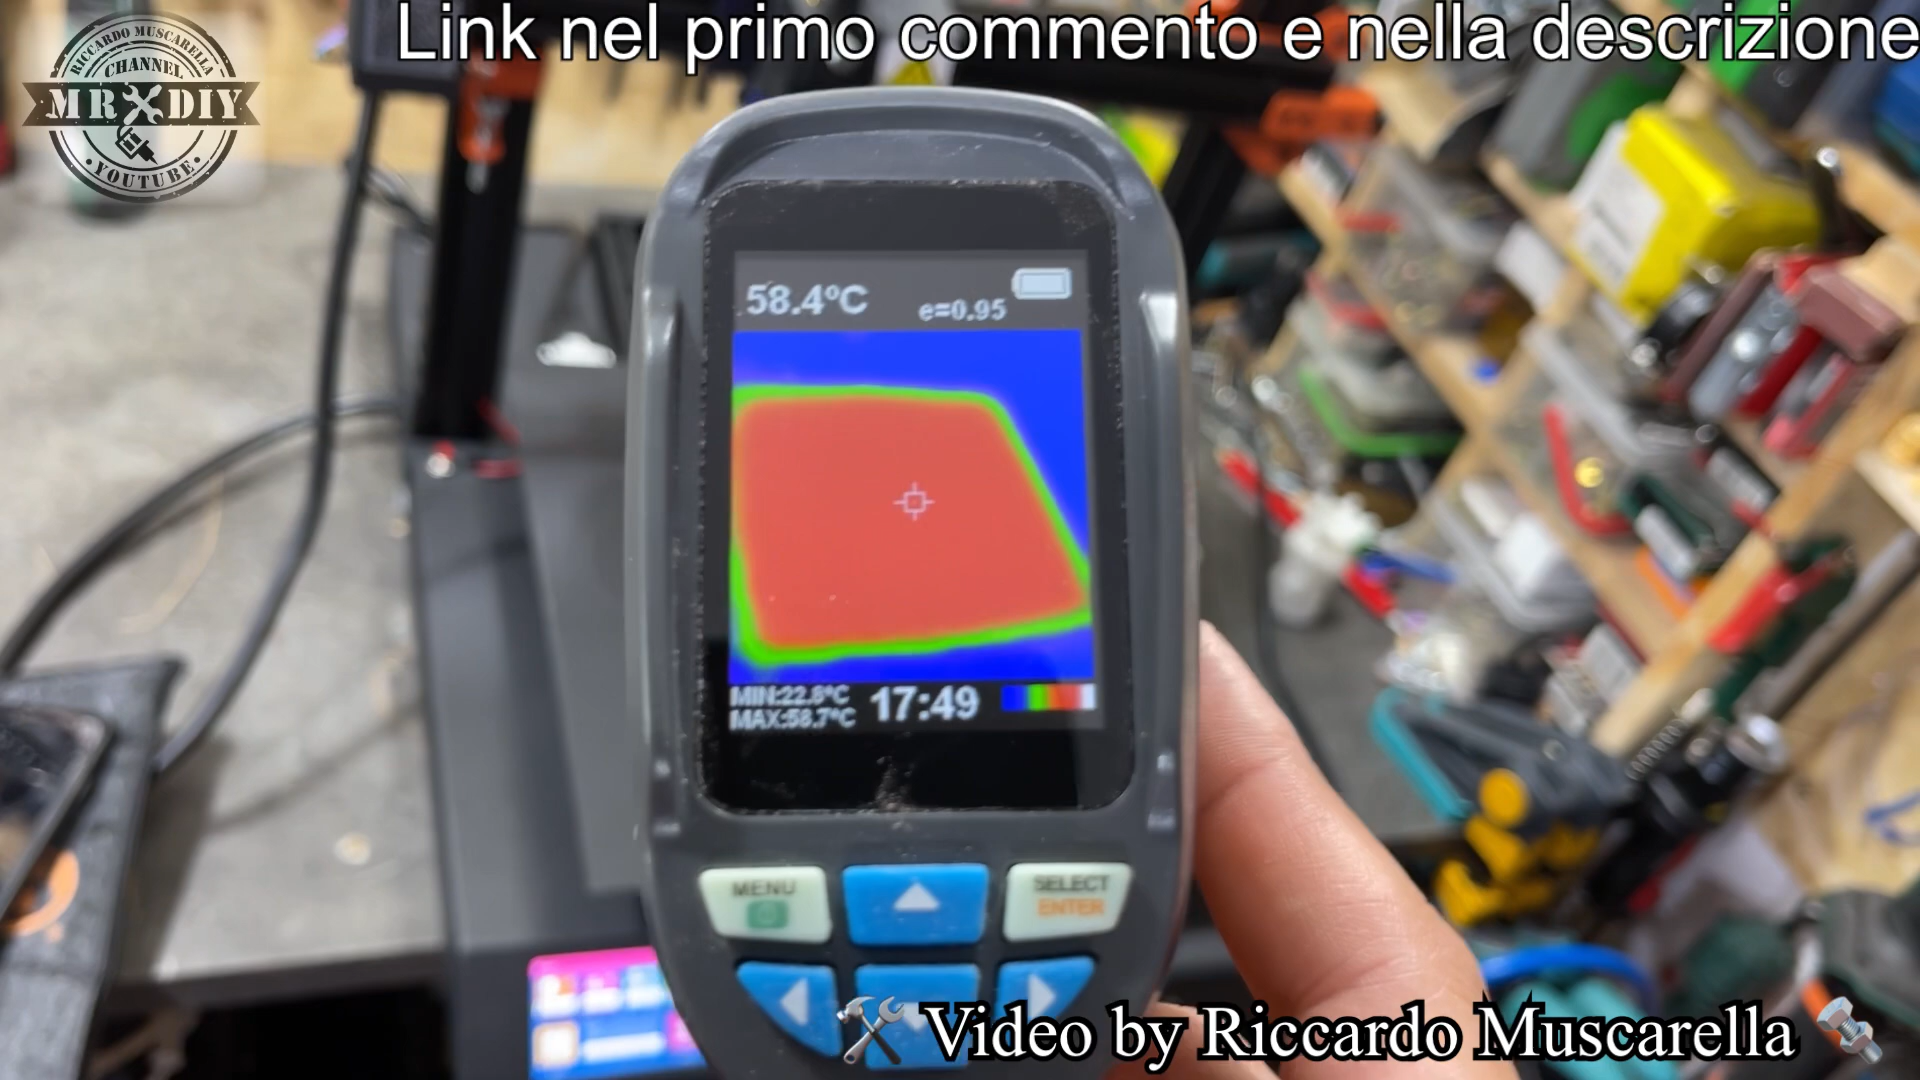 Link nel primo commento e nella descrizione
RICCARDO MUSCARELLA
CHANNEL
MR DIY
YOUTUBE
58.4°C
e=0.95
MIN:22.8°C
MAX:58.7°C
17:49
MENU
SELECT
ENTER
Video by Riccardo Muscarella